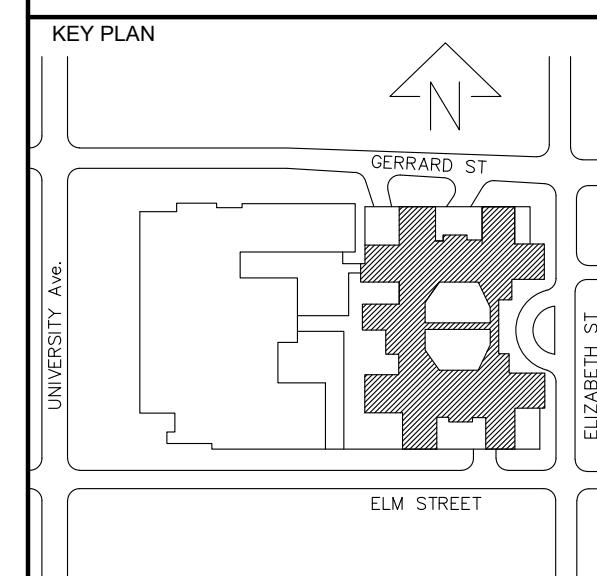 KEY PLAN
N
GERRARD ST
UNIVERSITY Ave.
ELIZABETH ST
ELM STREET